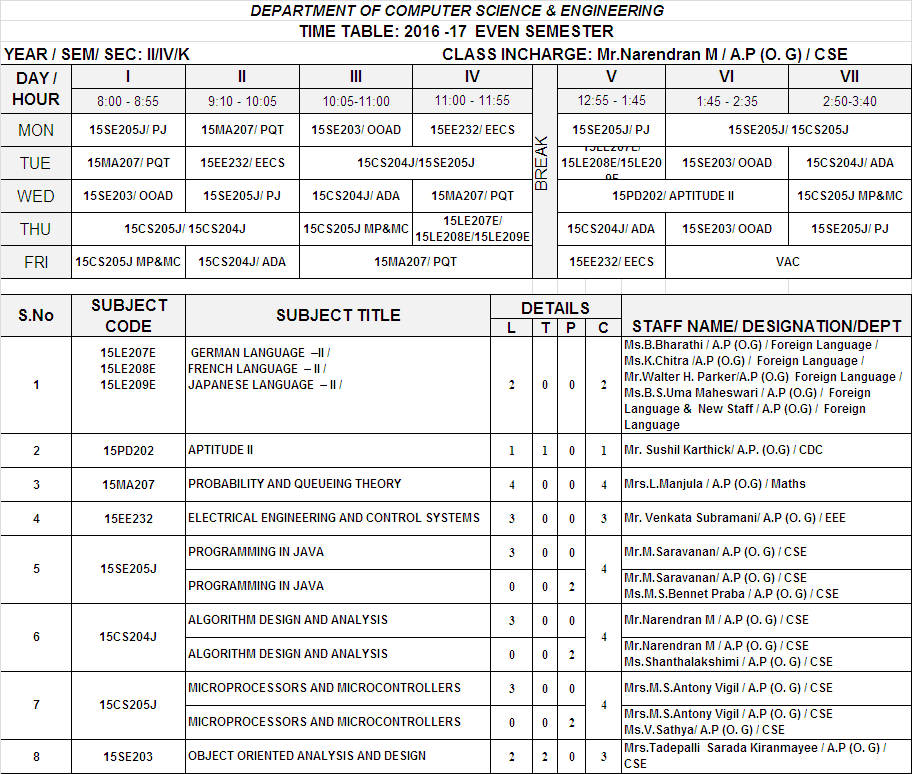 DEPARTMENT OF COMPUTER SCIENCE & ENGINEERING
TIME TABLE: 2016 -17 EVEN SEMESTER
YEAR / SEM/ SEC: II/IV/K CLASS INCHARGE: Mr.Narendran M / A.P (O. G) / CSE
DAY / HOUR I II III IV BREAK V VI VII
8:00 - 8:55 9:10 - 10:05 10:05-11:00 11:00 - 11:55 12:55 - 1:45 1:45 - 2:35 2:50-3:40
MON 15SE205J/ PJ 15MA207/ PQT 15SE203/ OOAD 15EE232/ EECS 15SE205J/ PJ 15SE205J/ 15CS205J
TUE 15MA207/ PQT 15EE232/ EECS 15CS204J/15SE205J 15LE207E/ 15LE208E/15LE209E 15SE203/ OOAD 15CS204J/ ADA
WED 15SE203/ OOAD 15SE205J/ PJ 15CS204J/ ADA 15MA207/ PQT 15PD202/ APTITUDE II 15CS205J MP&MC
THU 15CS205J/ 15CS204J 15CS205J MP&MC 15LE207E/ 15LE208E/15LE209E 15CS204J/ ADA 15SE203/ OOAD 15SE205J/ PJ
FRI 15CS205J MP&MC 15CS204J/ ADA 15MA207/ PQT 15EE232/ EECS VAC
S.No SUBJECT CODE SUBJECT TITLE DETAILS STAFF NAME/ DESIGNATION/DEPT
L T P C
1 15LE207E 15LE208E 15LE209E GERMAN LANGUAGE –II / FRENCH LANGUAGE – II / JAPANESE LANGUAGE – II / 2 0 0 2 Ms.B.Bharathi / A.P (O.G) / Foreign Language /
Ms.K.Chitra /A.P (O.G) / Foreign Language /
Mr.Walter H. Parker/A.P (O.G) Foreign Language /
Ms.B.S.Uma Maheswari / A.P (O.G) / Foreign
Language & New Staff / A.P (O.G) / Foreign
Language
2 15PD202 APTITUDE II 1 1 0 1 Mr. Sushil Karthick/ A.P. (O.G) / CDC
3 15MA207 PROBABILITY AND QUEUEING THEORY 4 0 0 4 Mrs.L.Manjula / A.P (O.G) / Maths
4 15EE232 ELECTRICAL ENGINEERING AND CONTROL SYSTEMS 3 0 0 3 Mr. Venkata Subramani/ A.P (O. G) / EEE
5 15SE205J PROGRAMMING IN JAVA 3 0 0 4 Mr.M.Saravanan/ A.P (O. G) / CSE
PROGRAMMING IN JAVA 0 0 2 Mr.M.Saravanan/ A.P (O. G) / CSE
Ms.M.S.Bennet Praba / A.P (O. G) / CSE
6 15CS204J ALGORITHM DESIGN AND ANALYSIS 3 0 0 4 Mr.Narendran M / A.P (O. G) / CSE
ALGORITHM DESIGN AND ANALYSIS 0 0 2 Mr.Narendran M / A.P (O. G) / CSE
Ms.Shanthalakshimi / A.P (O. G) / CSE
7 15CS205J MICROPROCESSORS AND MICROCONTROLLERS 3 0 0 4 Mrs.M.S.Antony Vigil / A.P (O. G) / CSE
MICROPROCESSORS AND MICROCONTROLLERS 0 0 2 Mrs.M.S.Antony Vigil / A.P (O. G) / CSE
Ms.V.Sathya/ A.P (O. G) / CSE
8 15SE203 OBJECT ORIENTED ANALYSIS AND DESIGN 2 2 0 3 Mrs.Tadepalli Sarada Kiranmayee / A.P (O. G) /
CSE